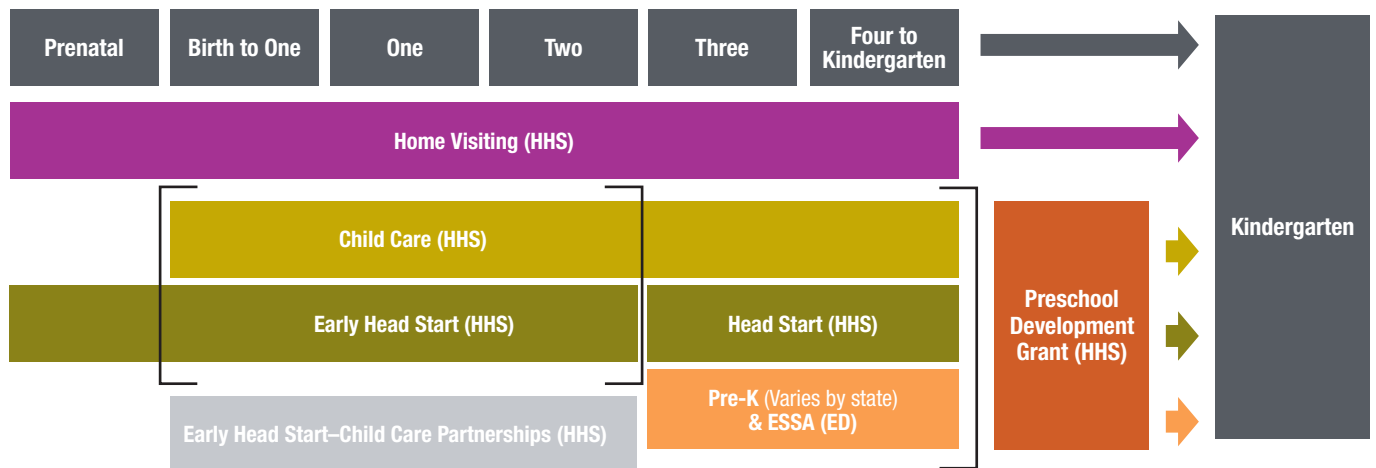 Prenatal
Birth to One
One
Two
Three
Four to
Kindergarten
Home Visiting (HHS)
Child Care (HHS)
Early Head Start (HHS)
Head Start (HHS)
Pre-K (Varies by state)
& ESSA (ED)
Early Head Start–Child Care Partnerships (HHS)
Preschool
Development
Grant (HHS)
Kindergarten